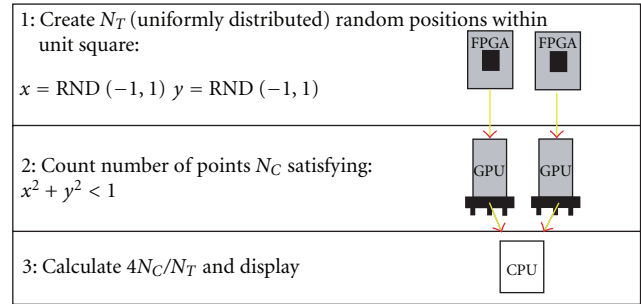 1: Create N_T (uniformly distributed) random positions within
unit square:
x = RND (−1, 1) y = RND (−1, 1)
FPGA FPGA
2: Count number of points N_C satisfying:
x² + y² < 1
GPU GPU
3: Calculate 4N_C/N_T and display
CPU